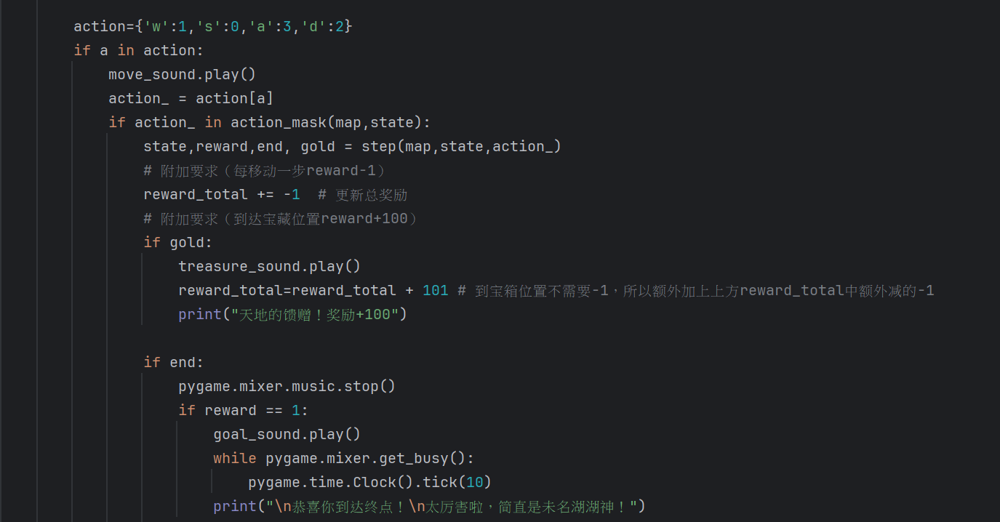 action={'w':1,'s':0,'a':3,'d':2}
if a in action:
move_sound.play()
action_ = action[a]
if action_ in action_mask(map,state):
state,reward,end, gold = step(map,state,action_)
# 附加要求（每移动一步reward-1）
reward_total += -1  # 更新总奖励
# 附加要求（到达宝藏位置reward+100）
if gold:
treasure_sound.play()
reward_total=reward_total + 101 # 到宝箱位置不需要-1，所以额外加上上方reward_total中额外减的-1
print("天地的馈赠！奖励+100")
if end:
pygame.mixer.music.stop()
if reward == 1:
goal_sound.play()
while pygame.mixer.get_busy():
pygame.time.Clock().tick(10)
print("\n恭喜你到达终点！\n太厉害啦，简直是未名湖湖神！")